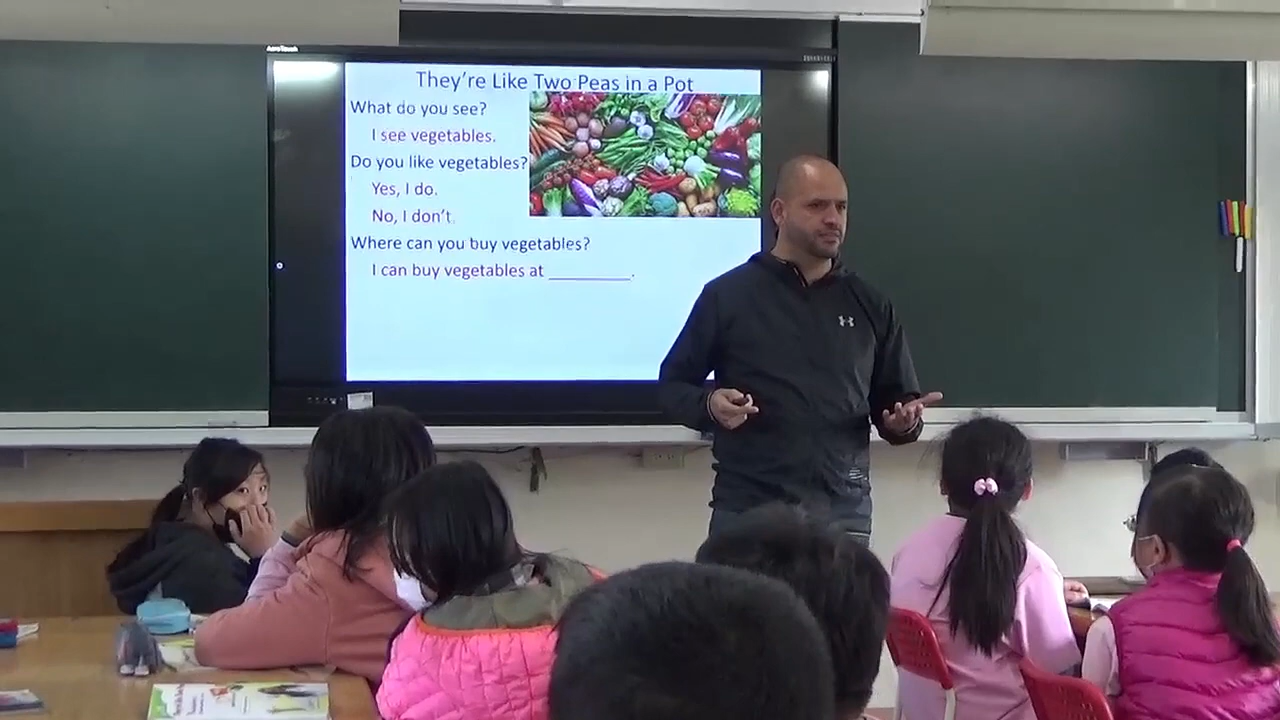 They're Like Two Peas in a Pot
What do you see?
I see vegetables.
Do you like vegetables?
Yes, I do.
No, I don't.
Where can you buy vegetables?
I can buy vegetables at _________.